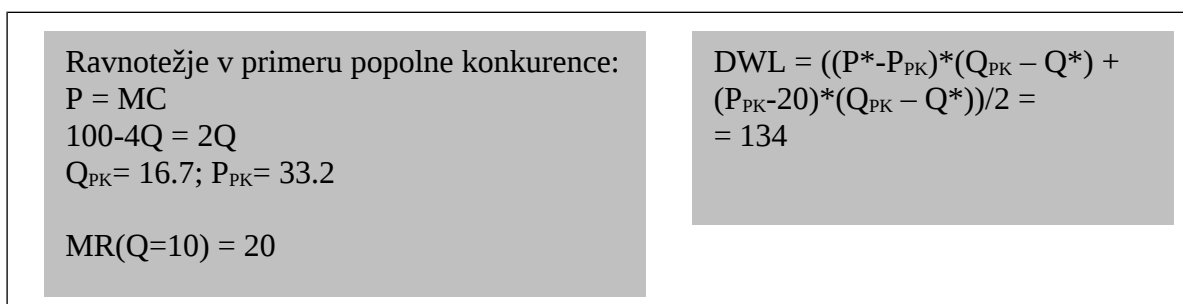 Ravnotežje v primeru popolne konkurence:
P = MC
100-4Q = 2Q
QPK= 16.7; PPK= 33.2
MR(Q=10) = 20
DWL = ((P*-PPK)*(QPK – Q*) +
(PPK-20)*(QPK – Q*))/2 =
= 134